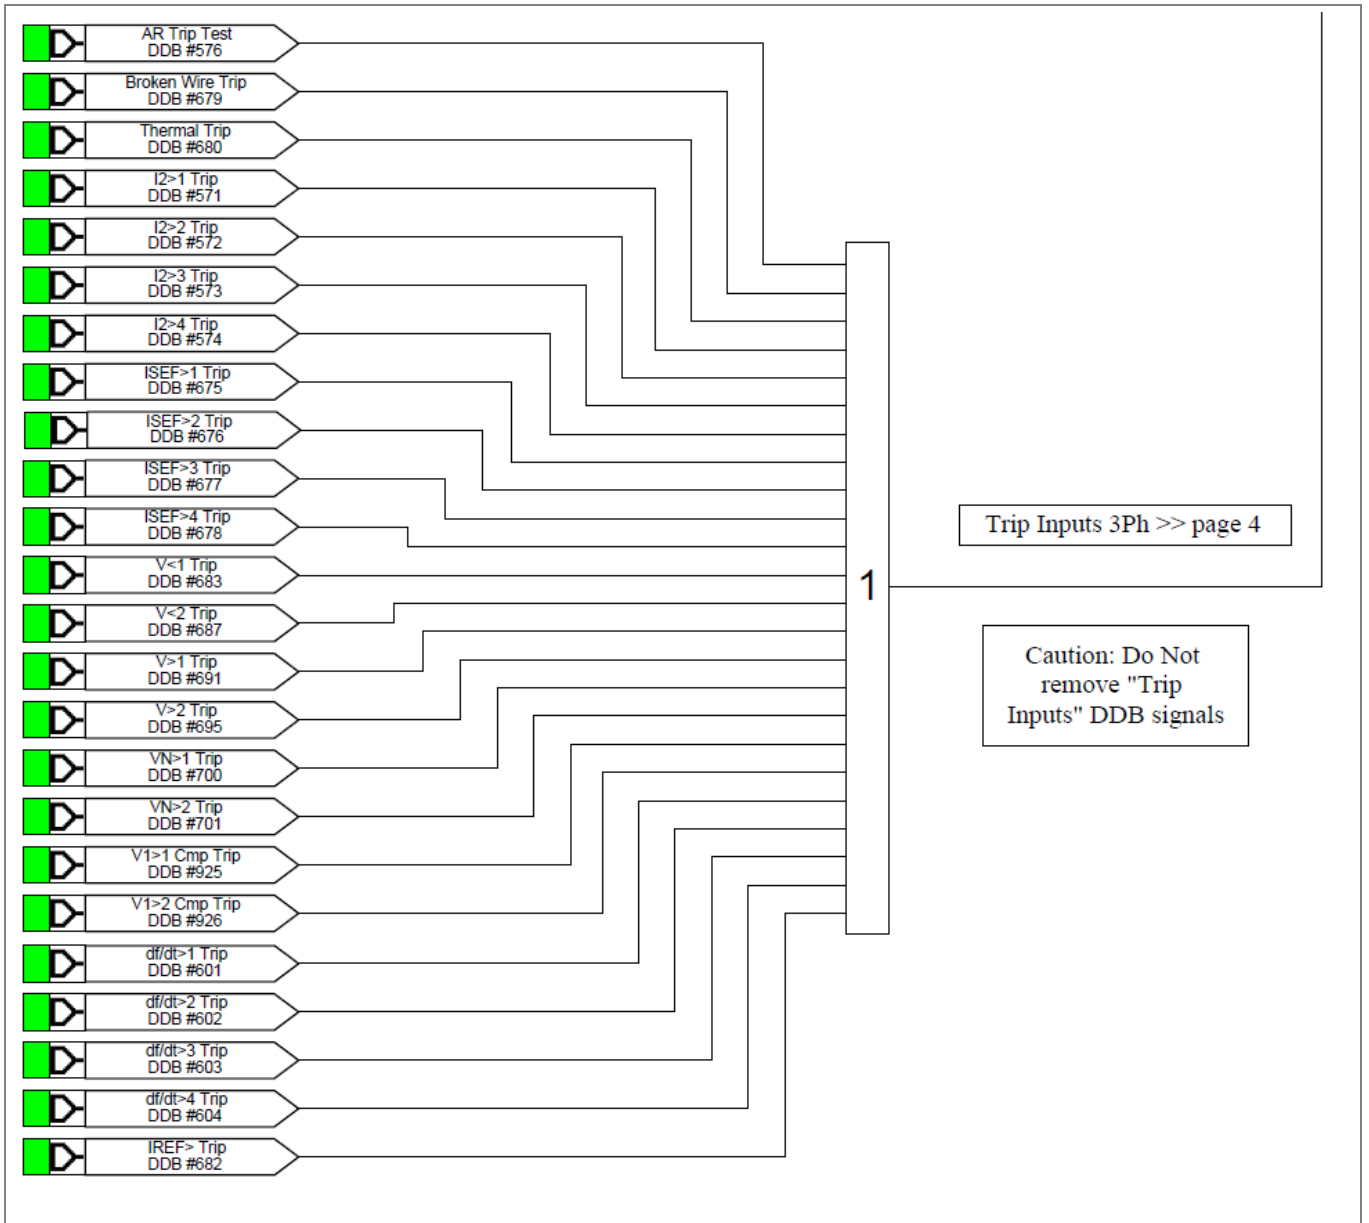 AR Trip Test
DDB #576
Broken Wire Trip
DDB #679
Thermal Trip
DDB #680
I2>1 Trip
DDB #571
I2>2 Trip
DDB #572
I2>3 Trip
DDB #573
I2>4 Trip
DDB #574
ISEF>1 Trip
DDB #675
ISEF>2 Trip
DDB #676
ISEF>3 Trip
DDB #677
ISEF>4 Trip
DDB #678
V<1 Trip
DDB #683
V<2 Trip
DDB #687
V>1 Trip
DDB #691
V>2 Trip
DDB #695
VN>1 Trip
DDB #700
VN>2 Trip
DDB #701
V1>1 Cmp Trip
DDB #925
V1>2 Cmp Trip
DDB #926
df/dt>1 Trip
DDB #601
df/dt>2 Trip
DDB #602
df/dt>3 Trip
DDB #603
df/dt>4 Trip
DDB #604
IREF> Trip
DDB #682
1
Trip Inputs 3Ph >> page 4
Caution: Do Not
remove "Trip
Inputs" DDB signals